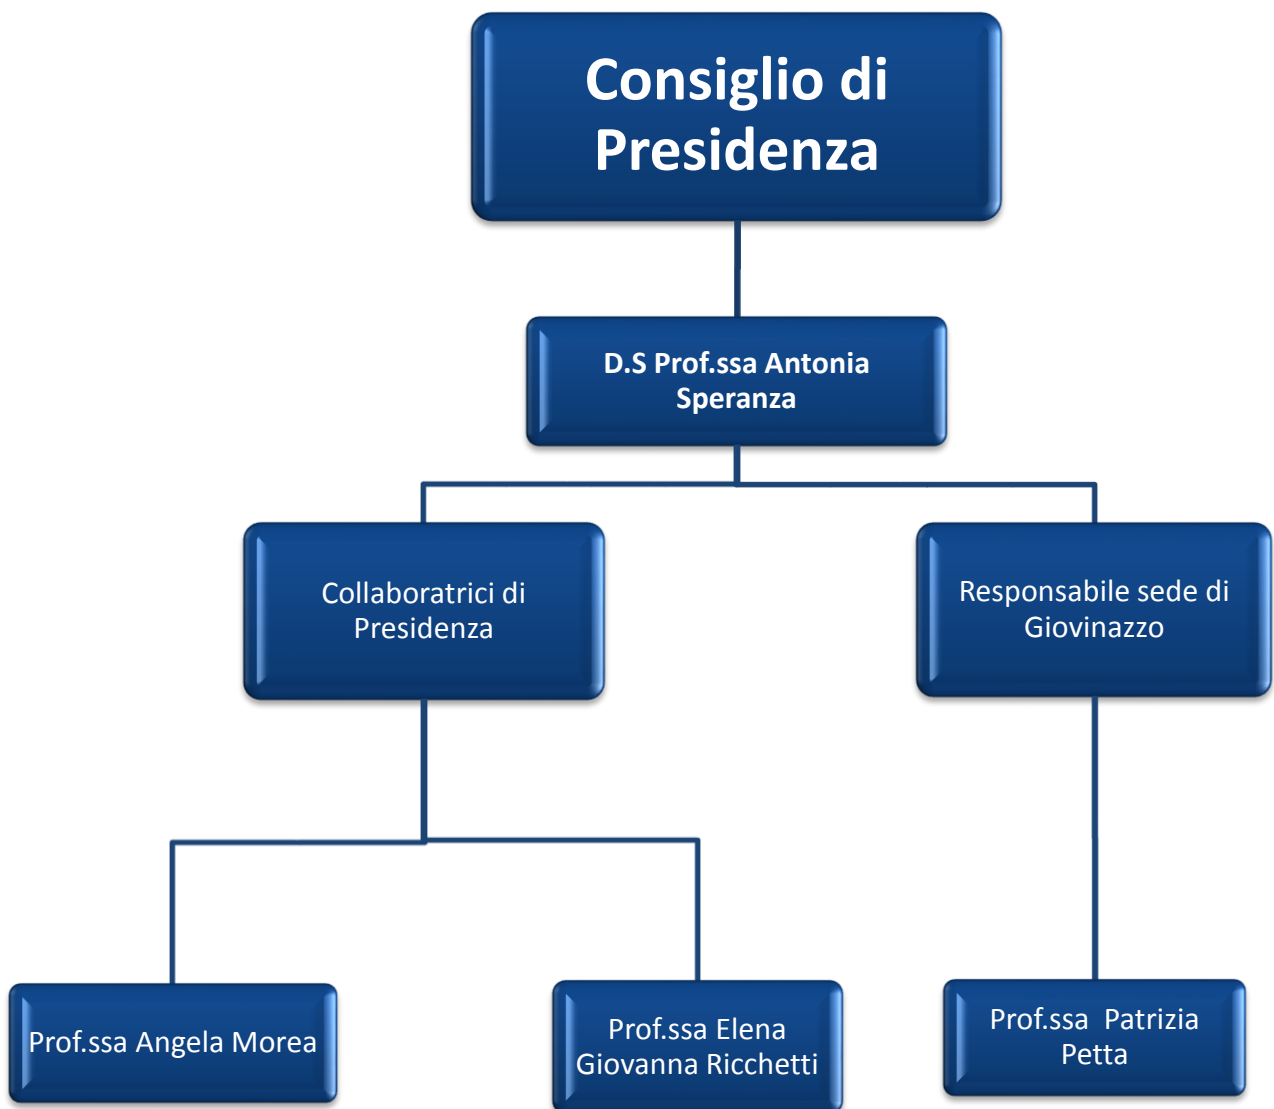 Consiglio di
Presidenza
D.S Prof.ssa Antonia
Speranza
Collaboratrici di
Presidenza
Responsabile sede di
Giovinazzo
Prof.ssa Angela Morea
Prof.ssa Elena
Giovanna Ricchetti
Prof.ssa  Patrizia
Petta